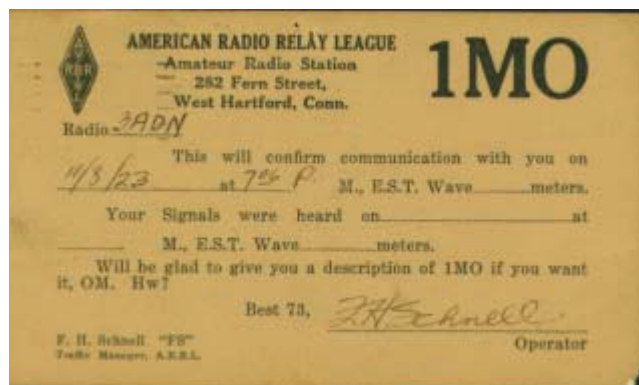 AMERICAN RADIO RELAY LEAGUE
1MO
Amateur Radio Station
282 Fern Street,
West Hartford, Conn.
Radio 3ADN
This will confirm communication with you on
11/3/23 at 7 P. M., E.S.T. Wave meters.
Your Signals were heard on at
M., E.S.T. Wave meters.
Will be glad to give you a description of 1MO if you want
it, OM. Hw?
Best 73, F.H. Schnell
F. H. Schnell "FS" Operator
Traffic Manager, A.R.R.L.